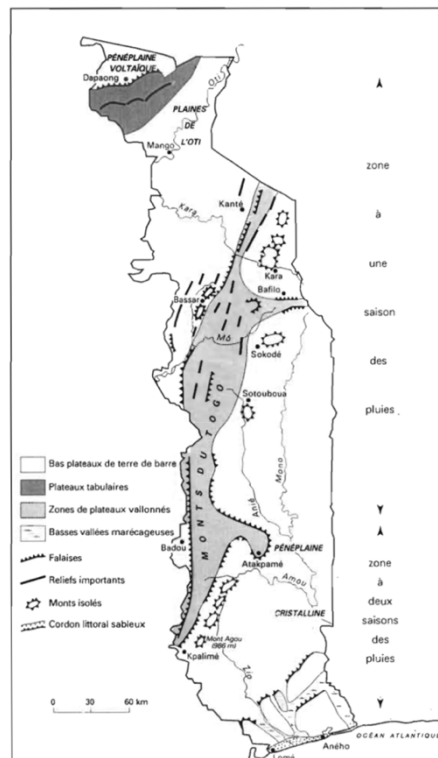 PÉNÉPLAINE
VOLTAÏQUE
Dapaong
OTI
PLAINES
DE
L'OTI
Mango
zone
à
une
saison
des
pluies
Kara
Kanté
Kara
Bafilo
Bassar
Mô
Sokodé
Sotouboua
MONTS DU TOGO
Anié
Mono
Badou
Atakpamé
PÉNÉPLAINE
Amou
CRISTALLINE
Mont Agou
(986 m)
Kpalimé
Zio
zone
à
deux
saisons
des
pluies
Bas plateaux de terre de barre
Plateaux tabulaires
Zones de plateaux vallonnés
Basses vallées marécageuses
Falaises
Reliefs importants
Monts isolés
Cordon littoral sableux
0 30 60 km
OCÉAN ATLANTIQUE
Aného
Lomé